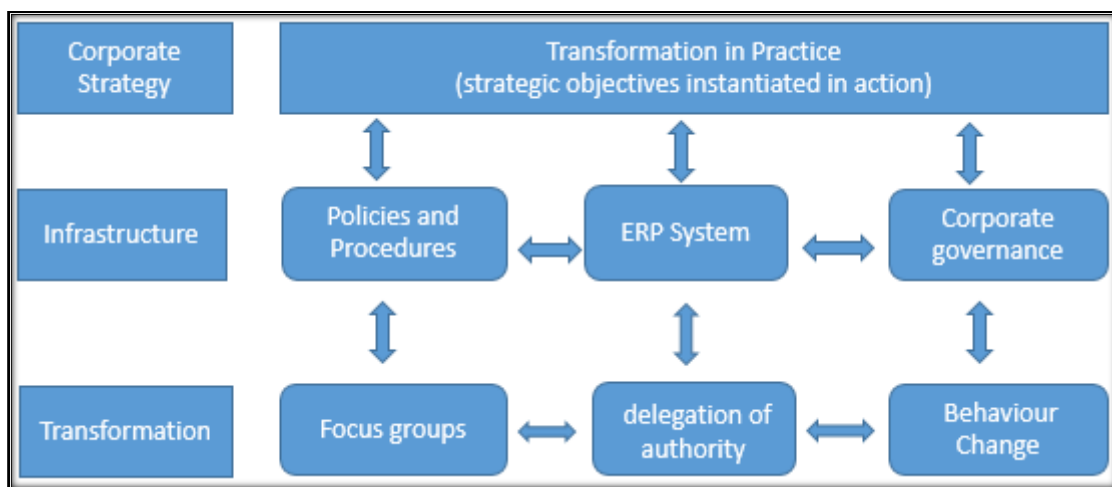 Corporate
Strategy
Transformation in Practice
(strategic objectives instantiated in action)
Infrastructure
Policies and
Procedures
ERP System
Corporate
governance
Transformation
Focus groups
delegation of
authority
Behaviour
Change